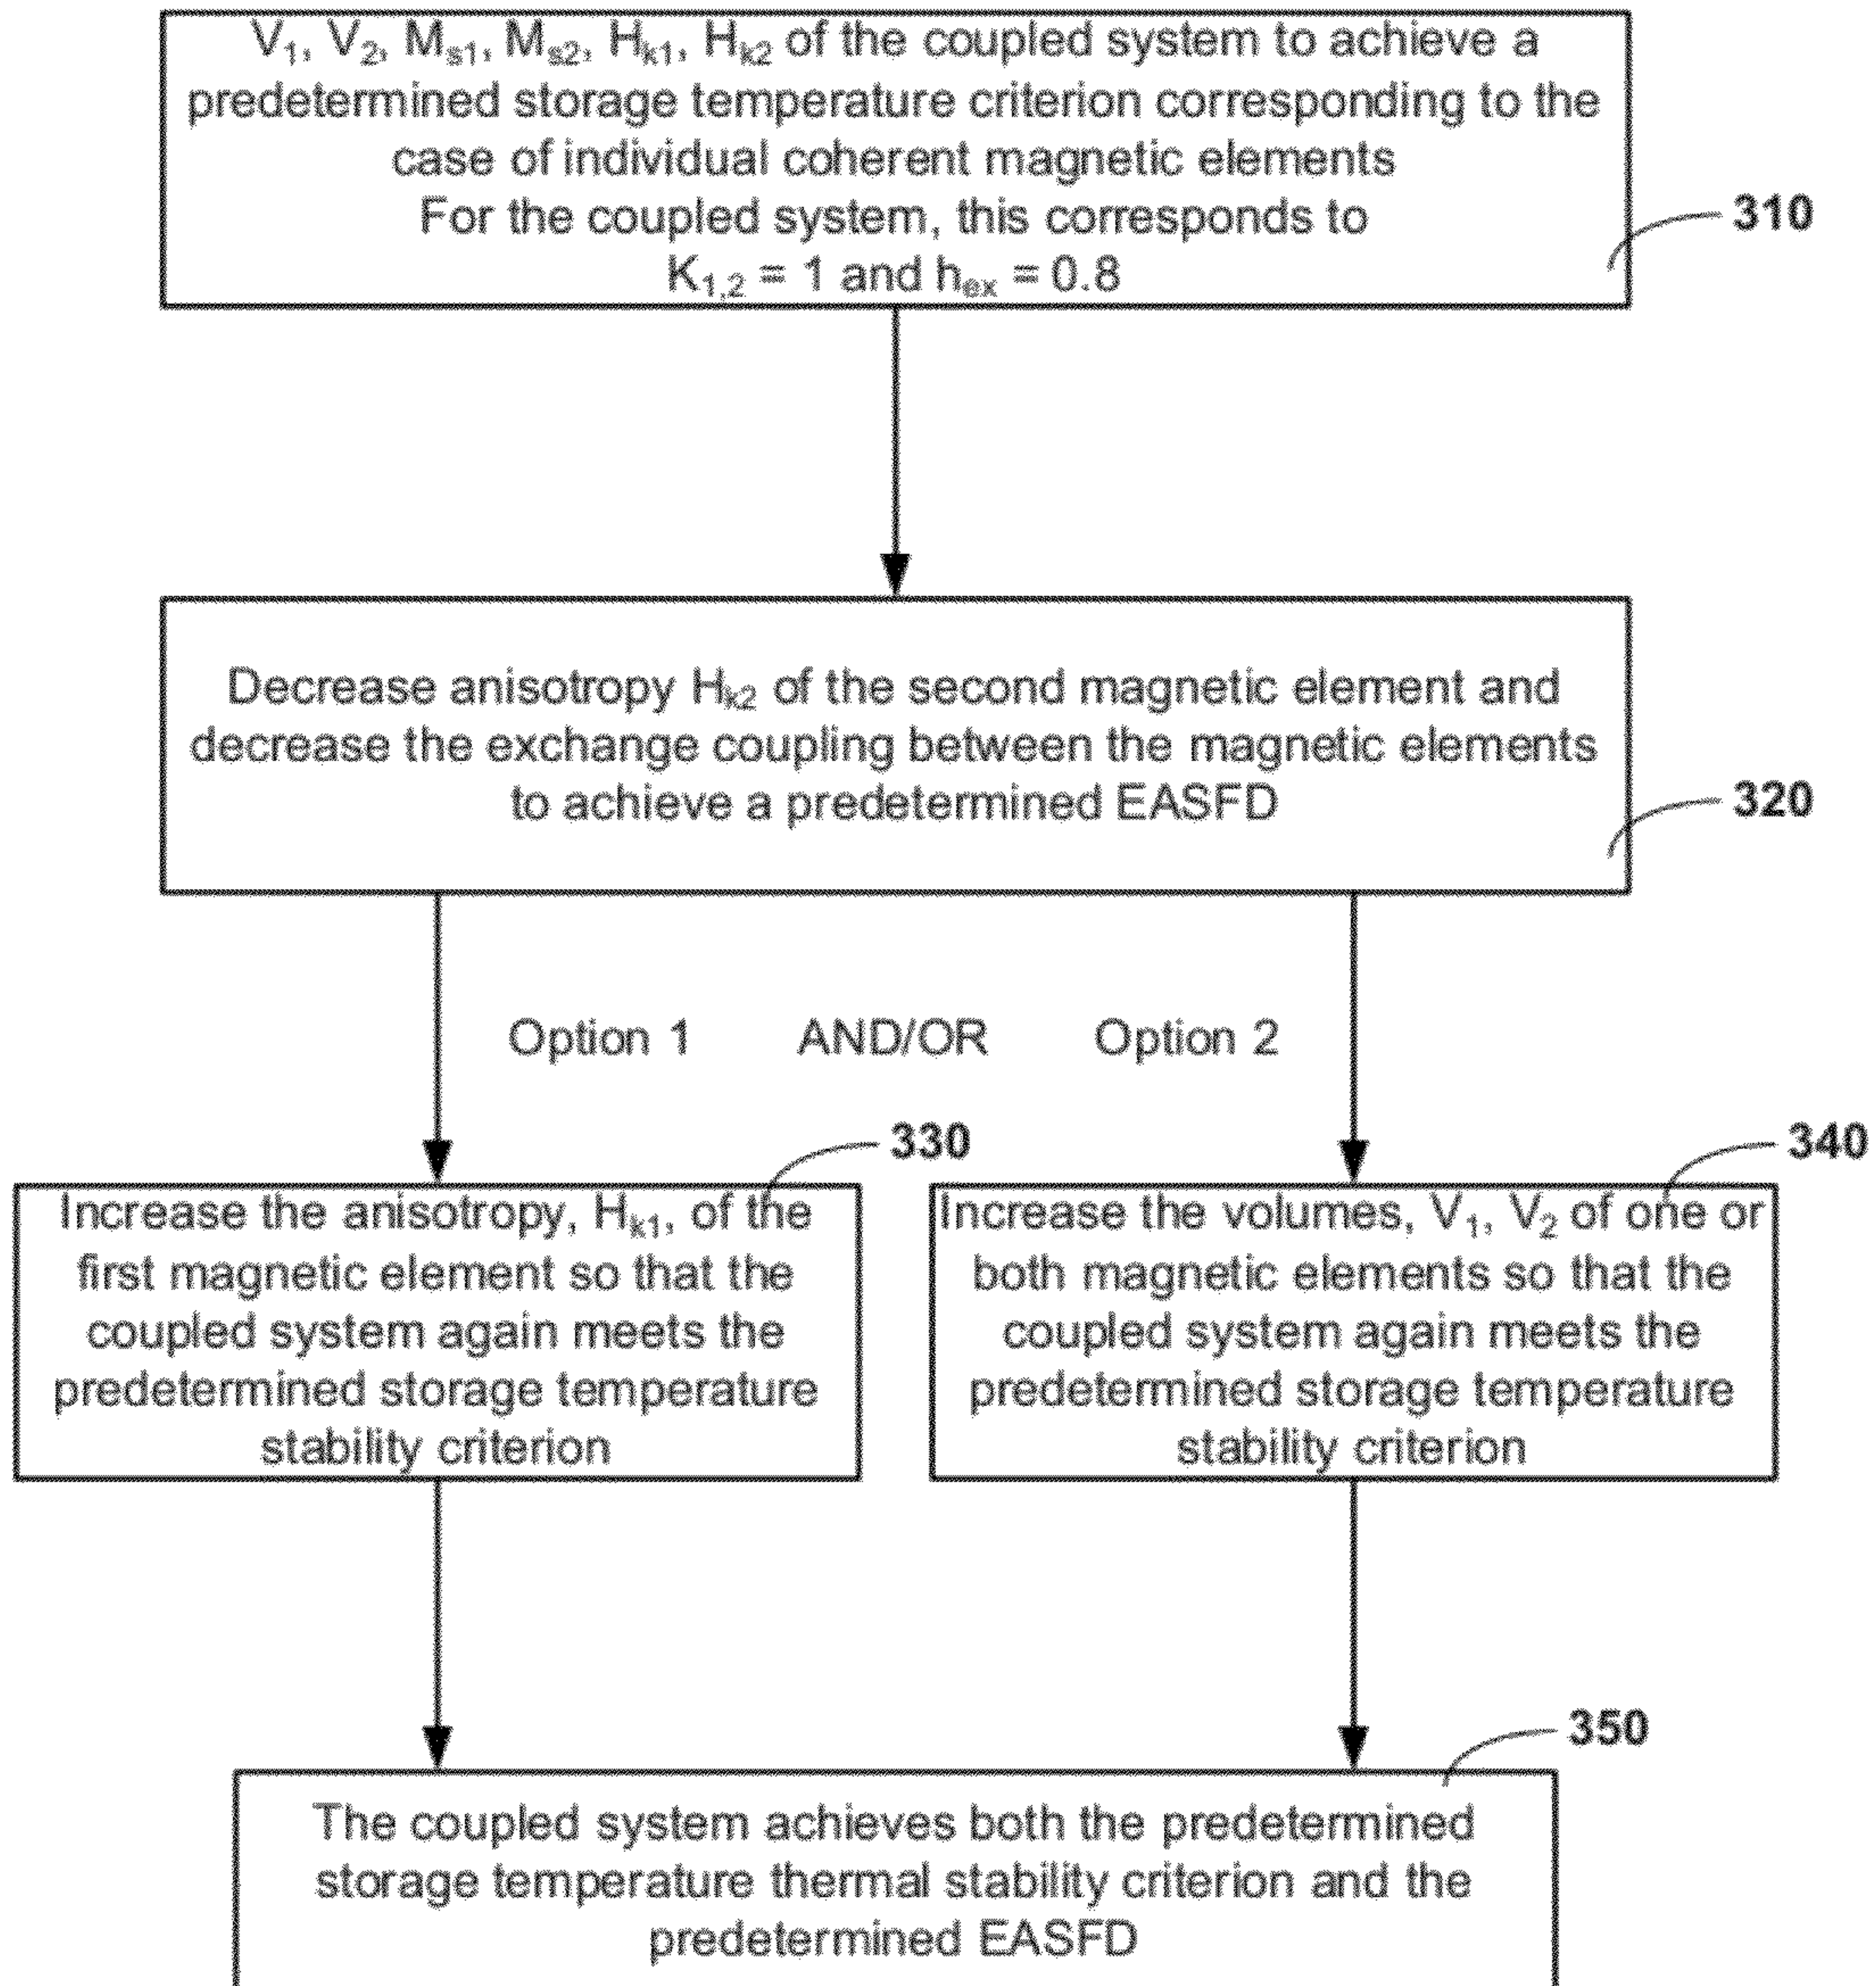 V₁, V₂, Mₛ₁, Mₛ₂, Hₖ₁, Hₖ₂ of the coupled system to achieve a
predetermined storage temperature criterion corresponding to the
case of individual coherent magnetic elements
For the coupled system, this corresponds to
K₁,₂ = 1 and hₑₓ = 0.8
310
Decrease anisotropy Hₖ₂ of the second magnetic element and
decrease the exchange coupling between the magnetic elements
to achieve a predetermined EASFD
320
Option 1 AND/OR Option 2
330
Increase the anisotropy, Hₖ₁, of the
first magnetic element so that the
coupled system again meets the
predetermined storage temperature
stability criterion
340
Increase the volumes, V₁, V₂ of one or
both magnetic elements so that the
coupled system again meets the
predetermined storage temperature
stability criterion
350
The coupled system achieves both the predetermined
storage temperature thermal stability criterion and the
predetermined EASFD